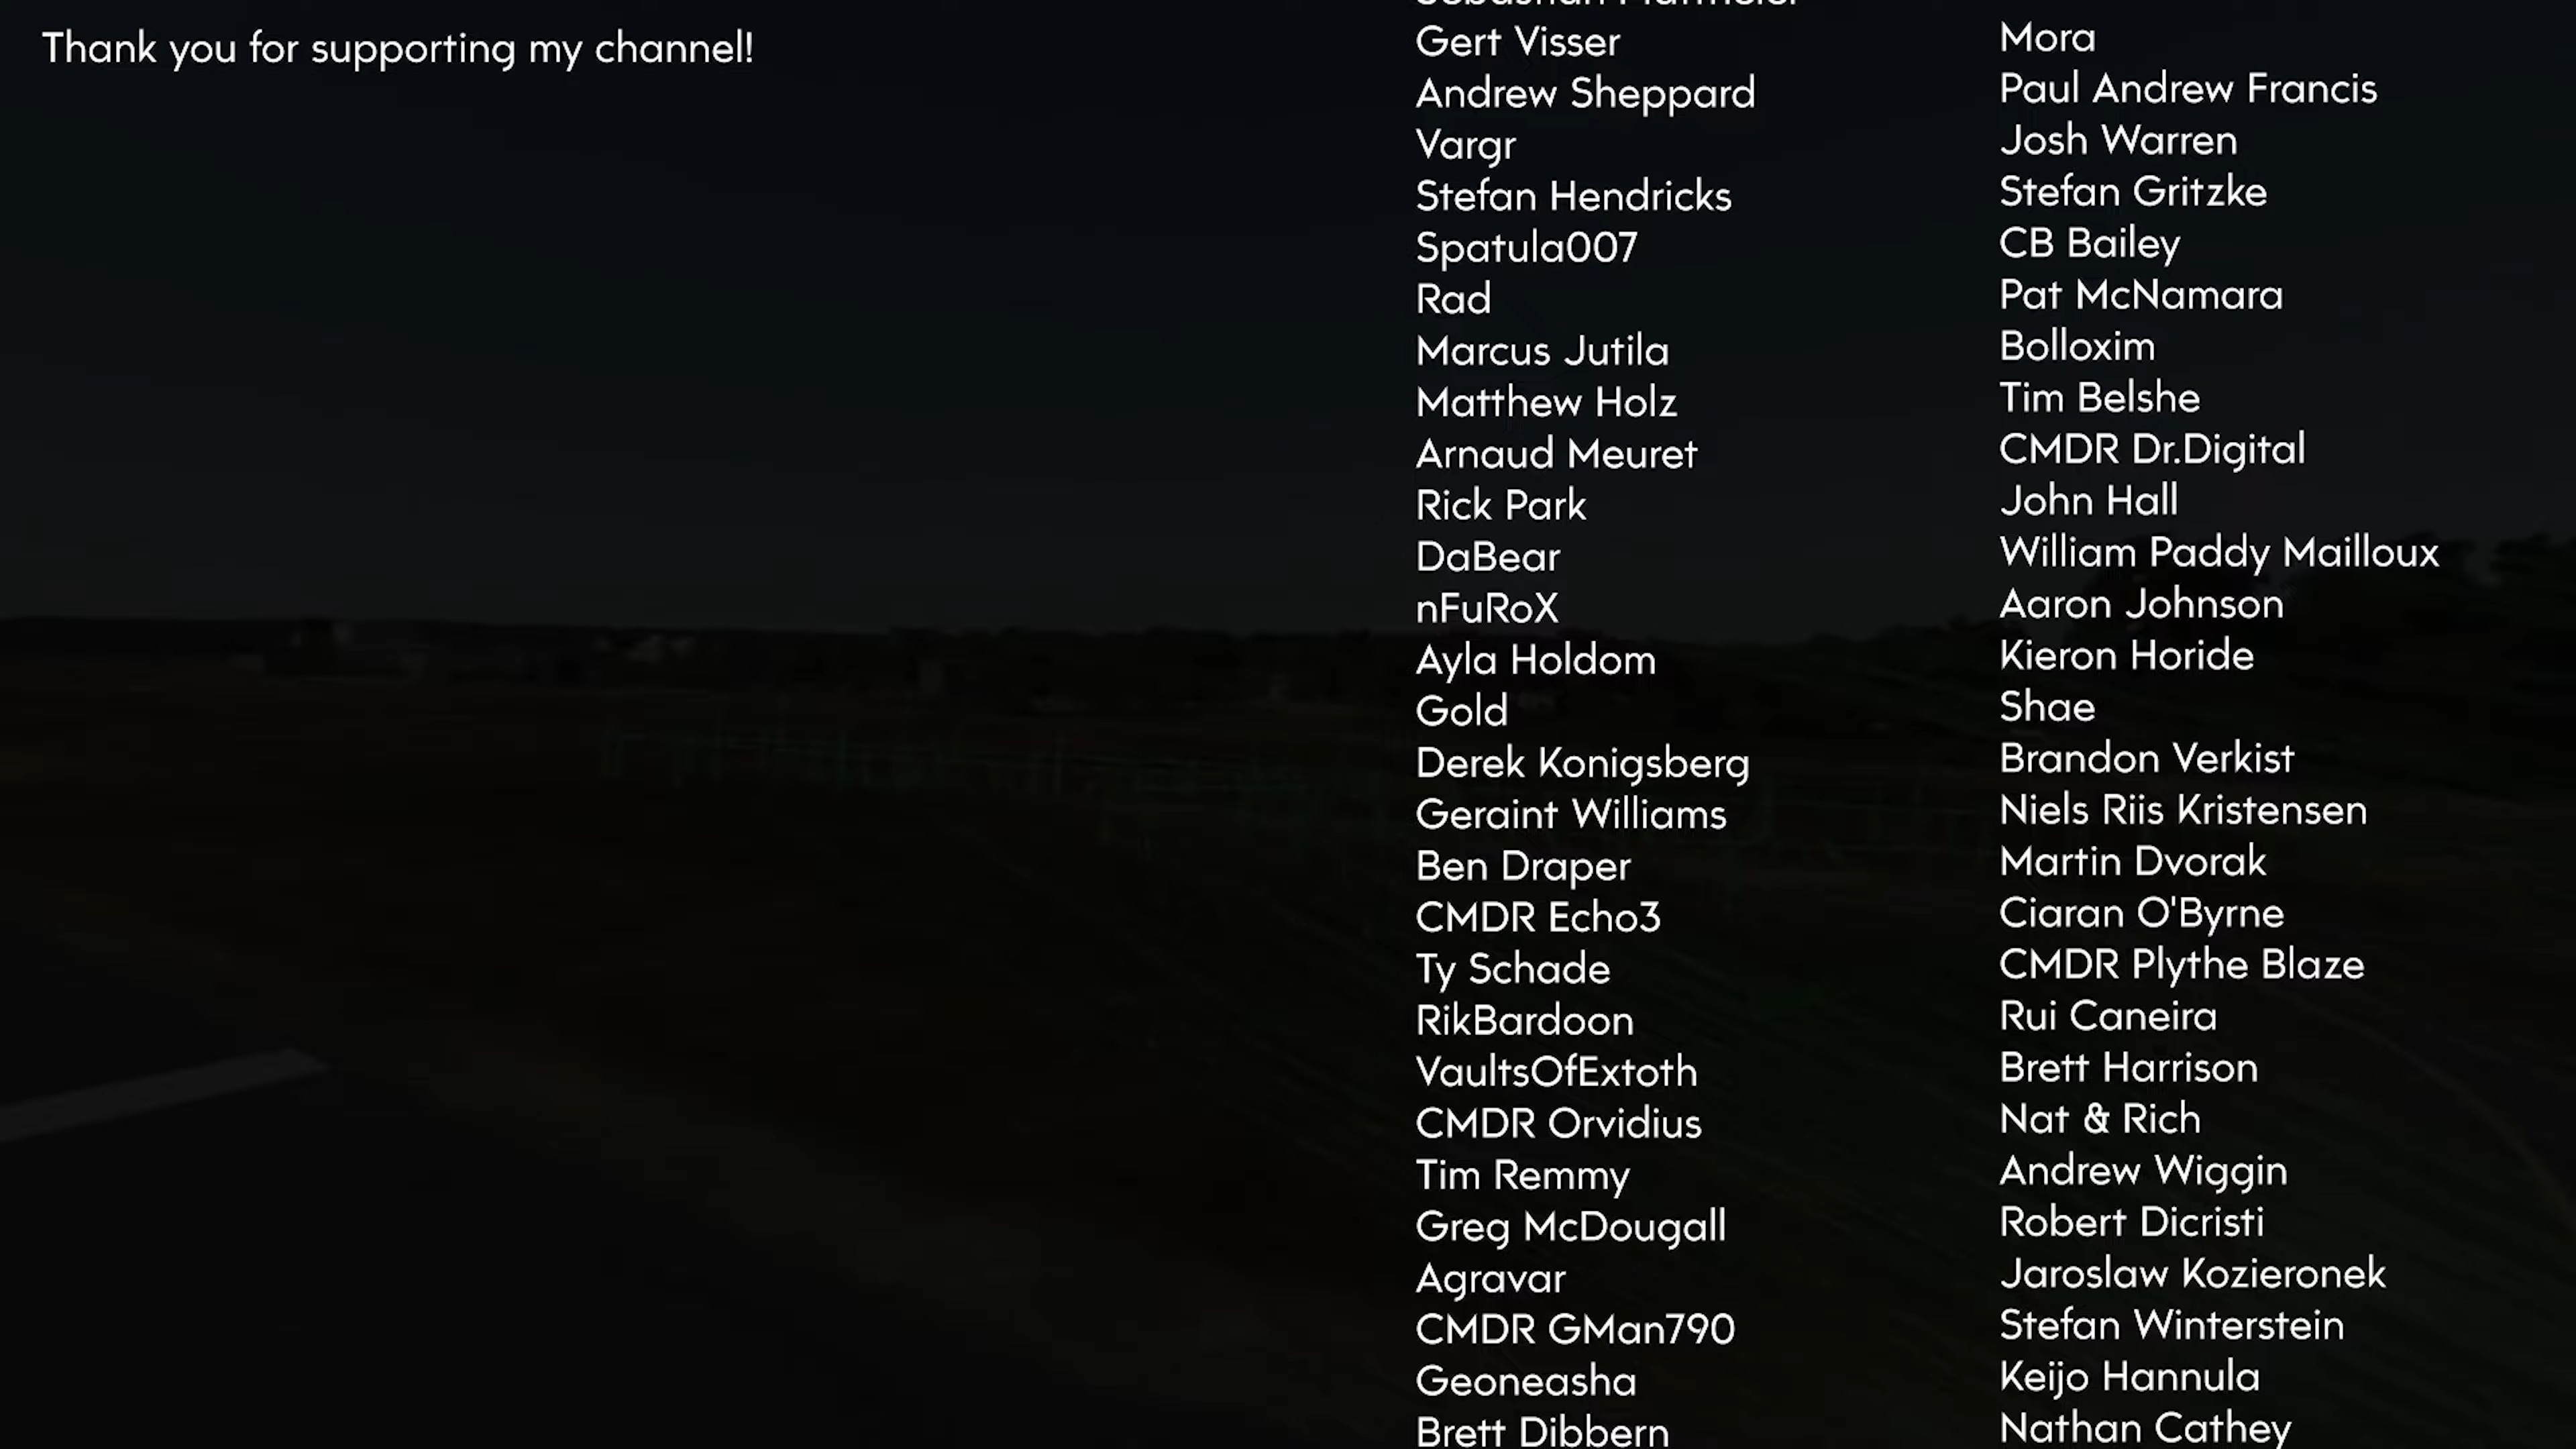 Thank you for supporting my channel!
Gert Visser
Andrew Sheppard
Vargr
Stefan Hendricks
Spatula007
Rad
Marcus Jutila
Matthew Holz
Arnaud Meuret
Rick Park
DaBear
nFuRoX
Ayla Holdom
Gold
Derek Konigsberg
Geraint Williams
Ben Draper
CMDR Echo3
Ty Schade
RikBardoon
VaultsOfExtoth
CMDR Orvidius
Tim Remmy
Greg McDougall
Agravar
CMDR GMan790
Geoneasha
Brett Dibbern
Mora
Paul Andrew Francis
Josh Warren
Stefan Gritzke
CB Bailey
Pat McNamara
Bolloxim
Tim Belshe
CMDR Dr.Digital
John Hall
William Paddy Mailloux
Aaron Johnson
Kieron Horide
Shae
Brandon Verkist
Niels Riis Kristensen
Martin Dvorak
Ciaran O'Byrne
CMDR Plythe Blaze
Rui Caneira
Brett Harrison
Nat & Rich
Andrew Wiggin
Robert Dicristi
Jaroslaw Kozieronek
Stefan Winterstein
Keijo Hannula
Nathan Cathey